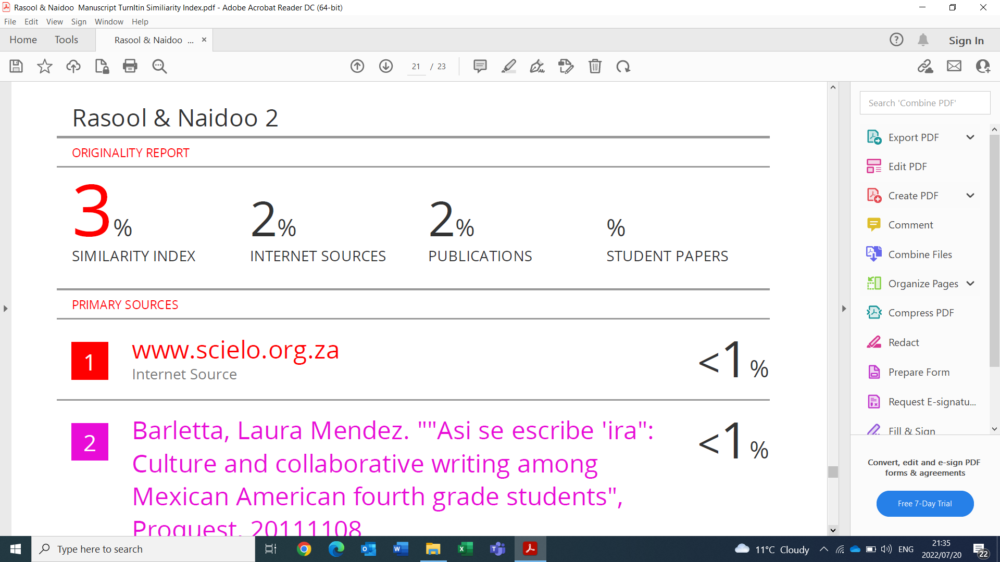 Rasool & Naidoo  Manuscript TurnItin Similiarity Index.pdf - Adobe Acrobat Reader DC (64-bit)
File Edit View Sign Window Help
Home Tools Rasool & Naidoo ... × Sign In
21 / 23
Rasool & Naidoo 2
ORIGINALITY REPORT
3% 2% 2% %
SIMILARITY INDEX INTERNET SOURCES PUBLICATIONS STUDENT PAPERS
PRIMARY SOURCES
1 www.scielo.org.za <1%
Internet Source
2 Barletta, Laura Mendez. ""Asi se escribe 'ira": <1%
Culture and collaborative writing among
Mexican American fourth grade students",
Proquest, 20111108
Search 'Combine PDF'
Export PDF
Edit PDF
Create PDF
Comment
Combine Files
Organize Pages
Compress PDF
Redact
Prepare Form
Request E-signatu...
Fill & Sign
Convert, edit and e-sign PDF
forms & agreements
Free 7-Day Trial
Type here to search
11°C Cloudy
ENG
21:35
2022/07/20
22